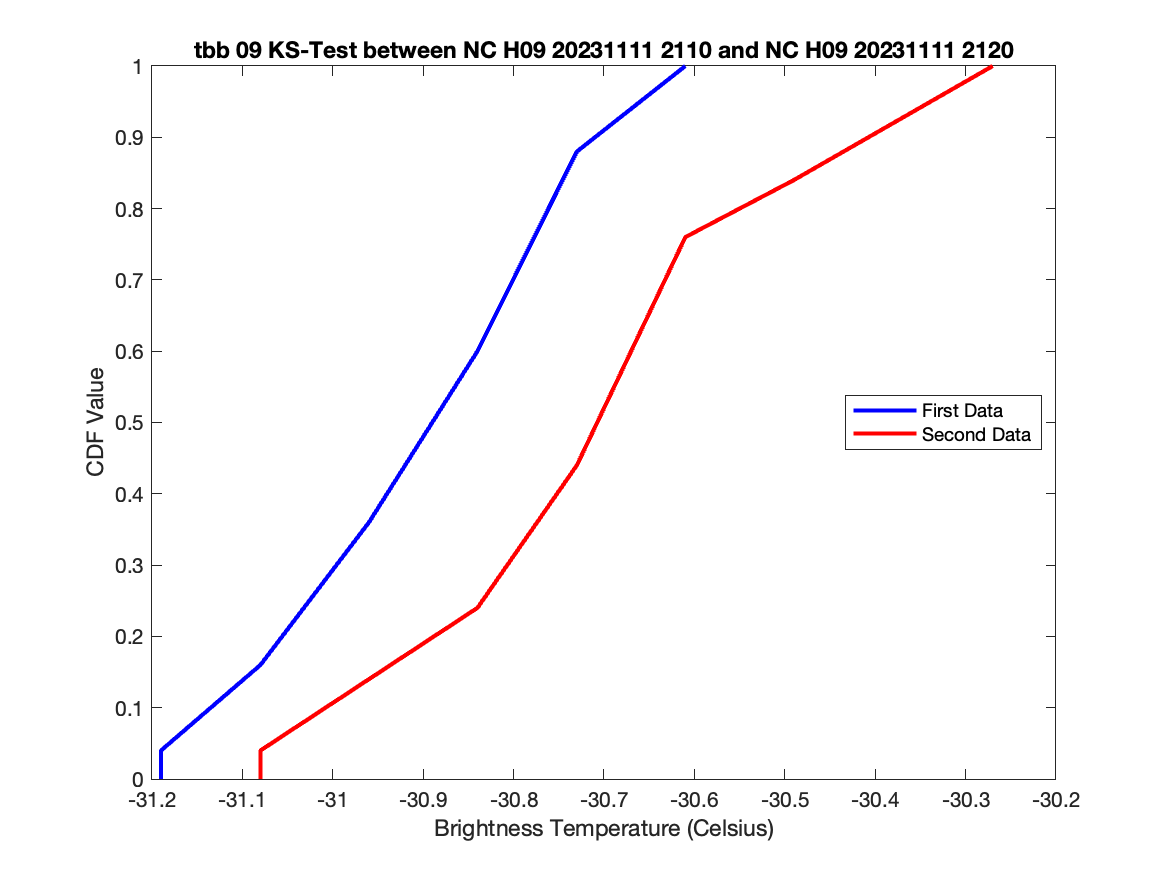 tbb 09 KS-Test between NC H09 20231111 2110 and NC H09 20231111 2120
1
0.9
0.8
0.7
0.6
0.5
0.4
0.3
0.2
0.1
0
CDF Value
First Data
Second Data
-31.2 -31.1 -31 -30.9 -30.8 -30.7 -30.6 -30.5 -30.4 -30.3 -30.2
Brightness Temperature (Celsius)